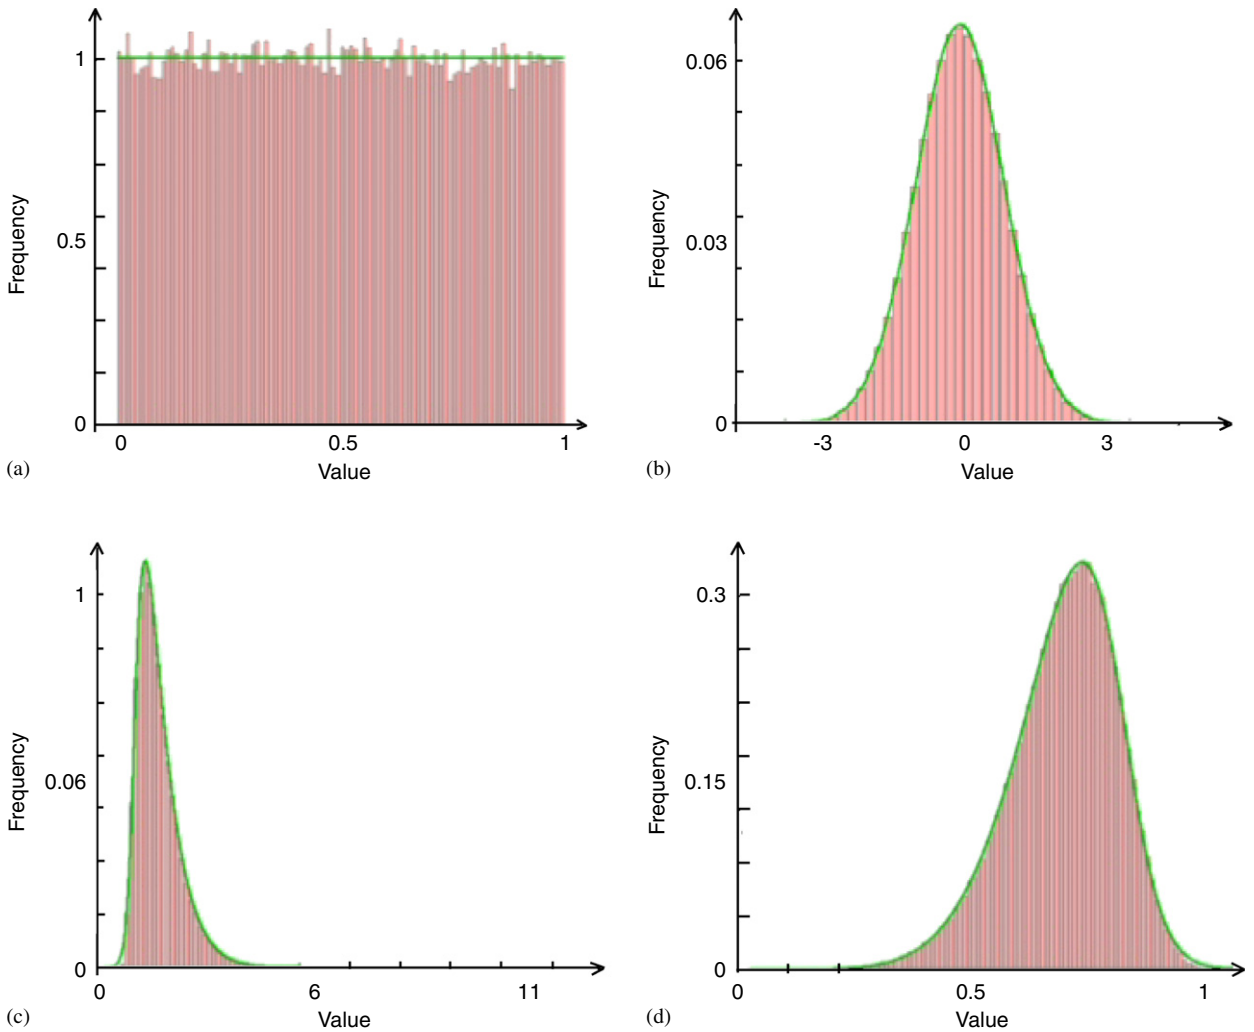 1
0.5
0
Frequency
0 0.5 1
Value
(a)
0.06
0.03
0
Frequency
-3 0 3
Value
(b)
1
0.06
0
Frequency
0 6 11
Value
(c)
0.3
0.15
0
Frequency
0 0.5 1
Value
(d)